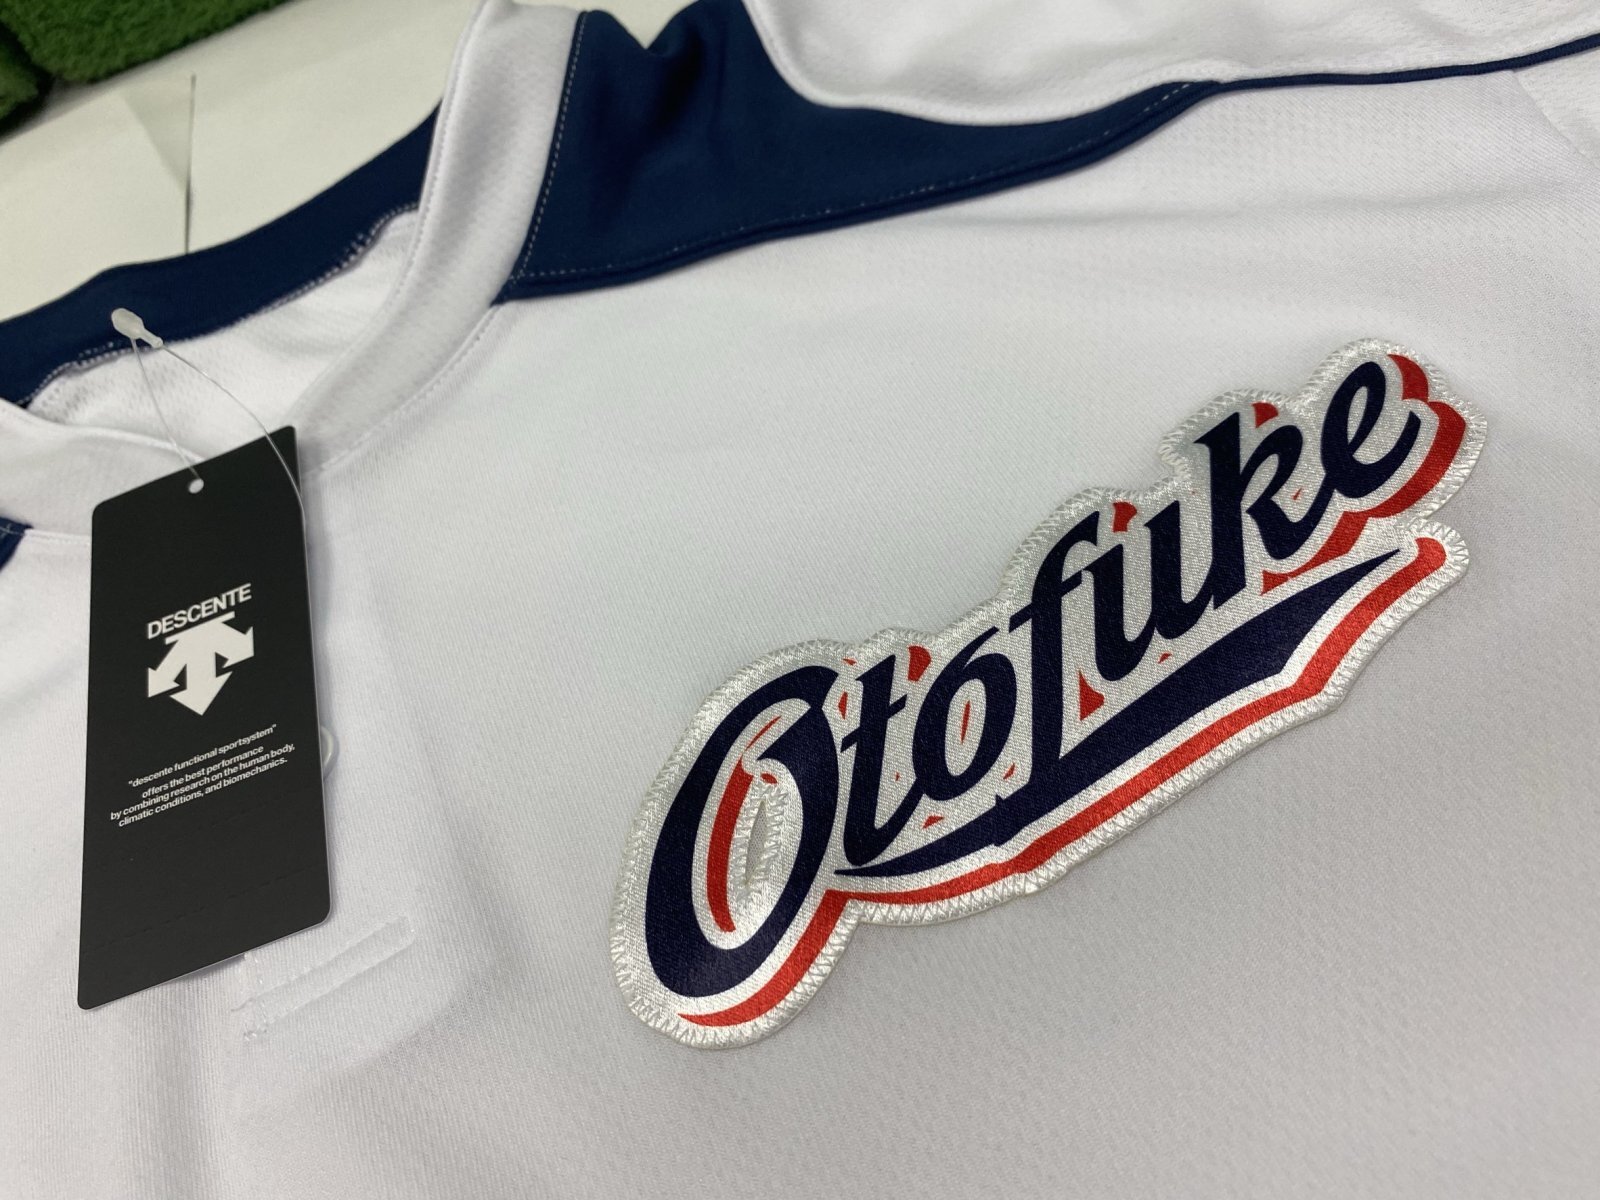 DESCENTE
"descente functional sportsystem"
offers the best performance
by combining research on the human body,
climatic conditions, and biomechanics.
Otofuke